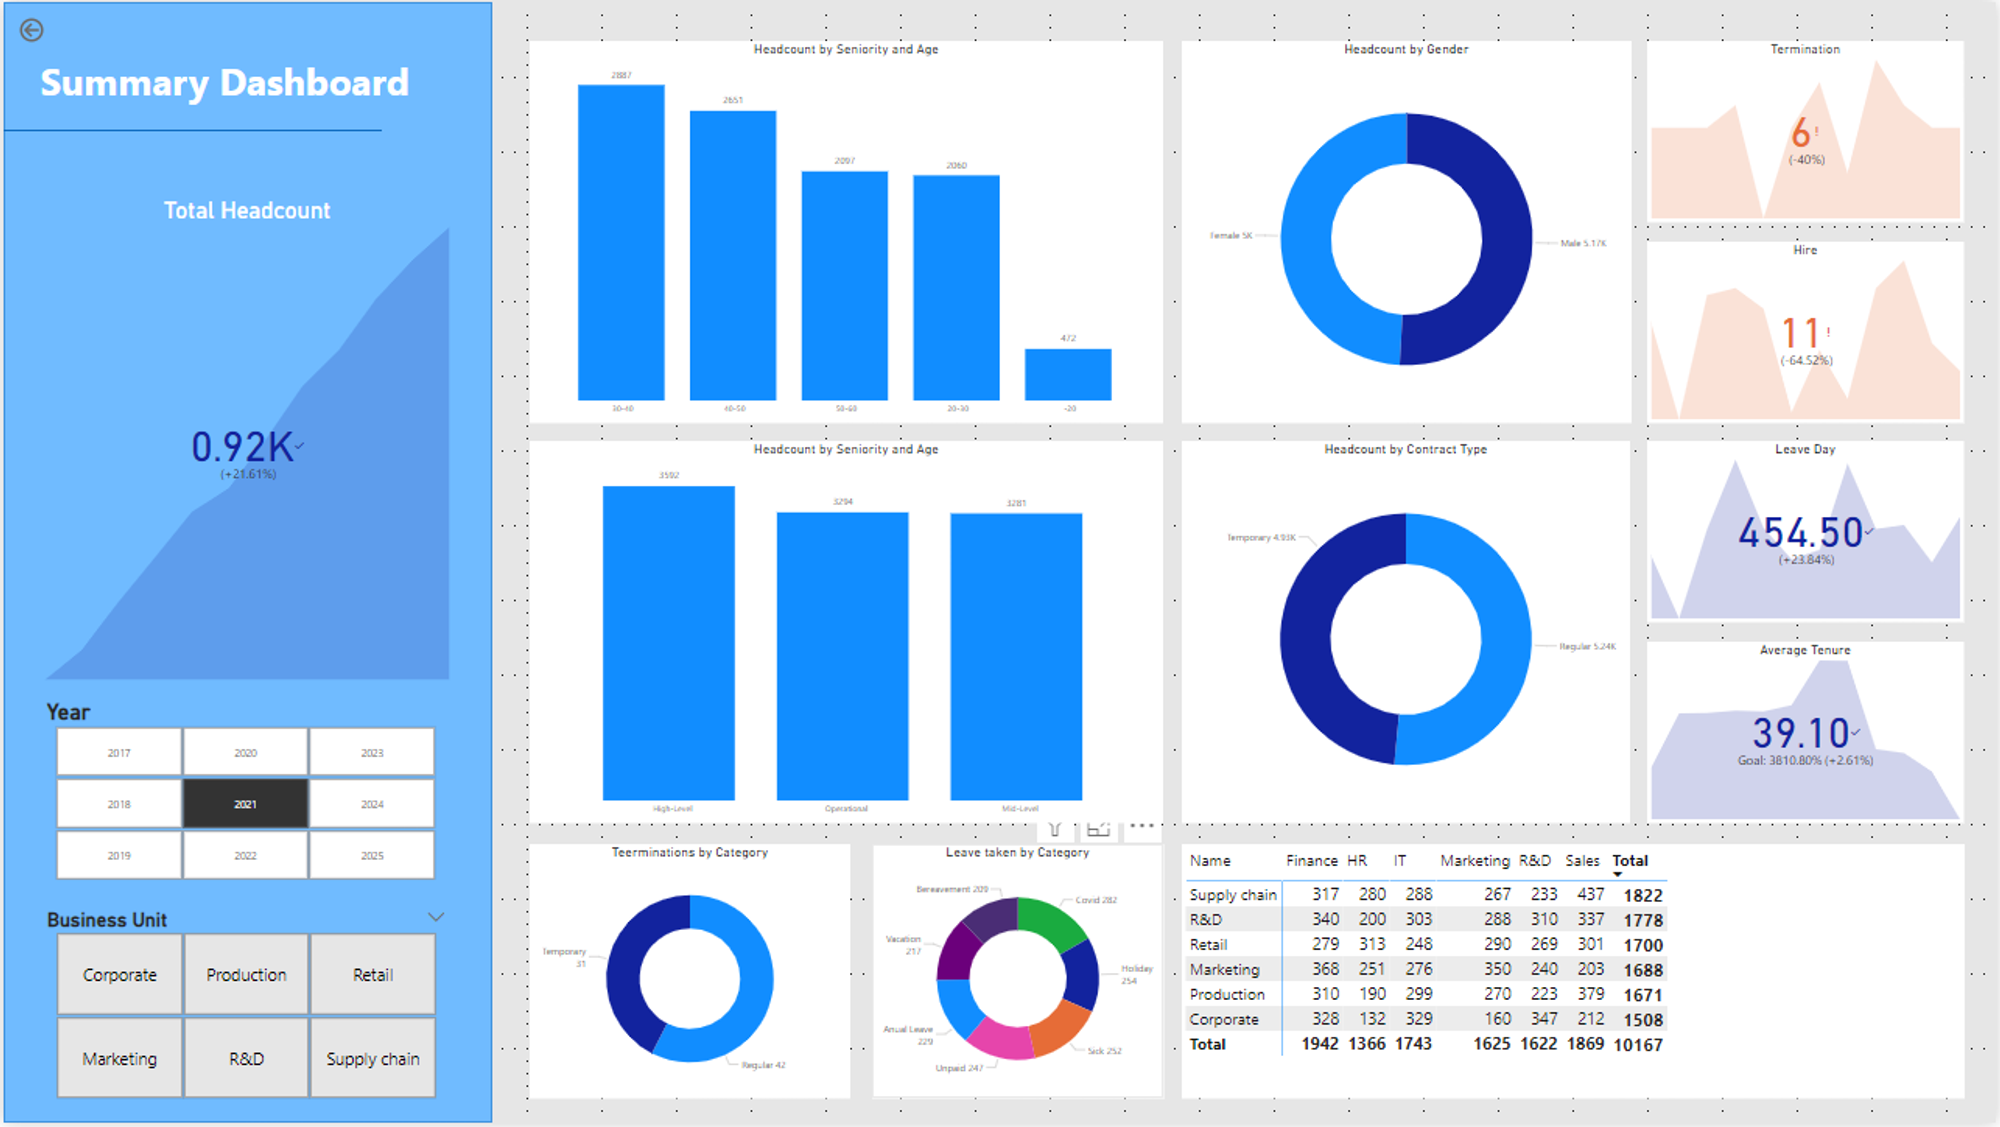 Summary Dashboard
Total Headcount
0.92K
(+21.61%)
Year
2017 2020 2023
2018 2021 2024
2019 2022 2025
Business Unit
Corporate Production Retail
Marketing R&D Supply chain
Headcount by Seniority and Age
2887
2651
2097
2060
472
30-40 40-50 50-60 20-30 -20
Headcount by Gender
Female 5K
Male 5.17K
Termination
6!
(-40%)
Hire
11!
(-64.52%)
Headcount by Seniority and Age
3592
3294
3281
High-Level Operational Mid-Level
Headcount by Contract Type
Temporary 4.93K
Regular 5.24K
Leave Day
454.50
(+23.84%)
Average Tenure
39.10
Goal: 3810.80% (+2.61%)
Teerminations by Category
Temporary
31
Regular 42
Leave taken by Category
Bereavement 209
Covid 282
Vacation
217
Holiday
254
Anual Leave
229
Sick 252
Unpaid 247
Name Finance HR IT Marketing R&D Sales Total
Supply chain 317 280 288 267 233 437 1822
R&D 340 200 303 288 310 337 1778
Retail 279 313 248 290 269 301 1700
Marketing 368 251 276 350 240 203 1688
Production 310 190 299 270 223 379 1671
Corporate 328 132 329 160 347 212 1508
Total 1942 1366 1743 1625 1622 1869 10167